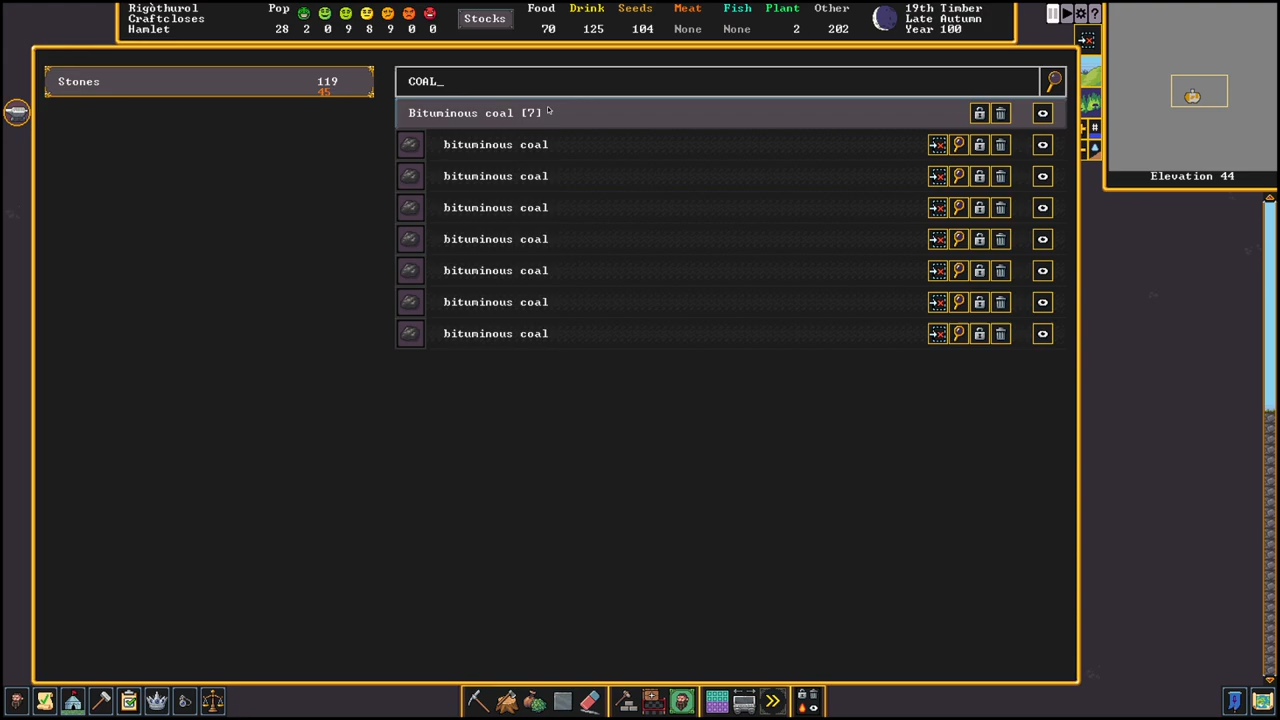 Rigothurol
Craftcloses
Hamlet
Pop
28 2 0 9 8 9 0 0
Stocks
Food Drink Seeds Meat Fish Plant Other
70 125 104 None None 2 202
19th Timber
Late Autumn
Year 100
?
Stones 119
45
COAL_
Bituminous coal [7]
bituminous coal
bituminous coal
bituminous coal
bituminous coal
bituminous coal
bituminous coal
bituminous coal
Elevation 44